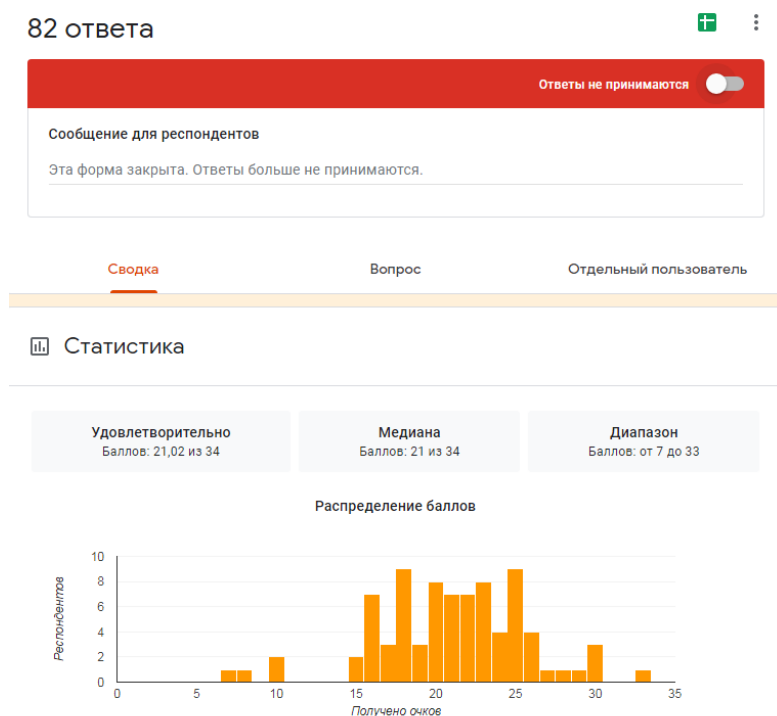 82 ответа
Ответы не принимаются
Сообщение для респондентов
Эта форма закрыта. Ответы больше не принимаются.
Сводка
Вопрос
Отдельный пользователь
Статистика
Удовлетворительно
Баллов: 21,02 из 34
Медиана
Баллов: 21 из 34
Диапазон
Баллов: от 7 до 33
Распределение баллов
Респондентов
10
8
6
4
2
0
0 5 10 15 20 25 30 35
Получено очков